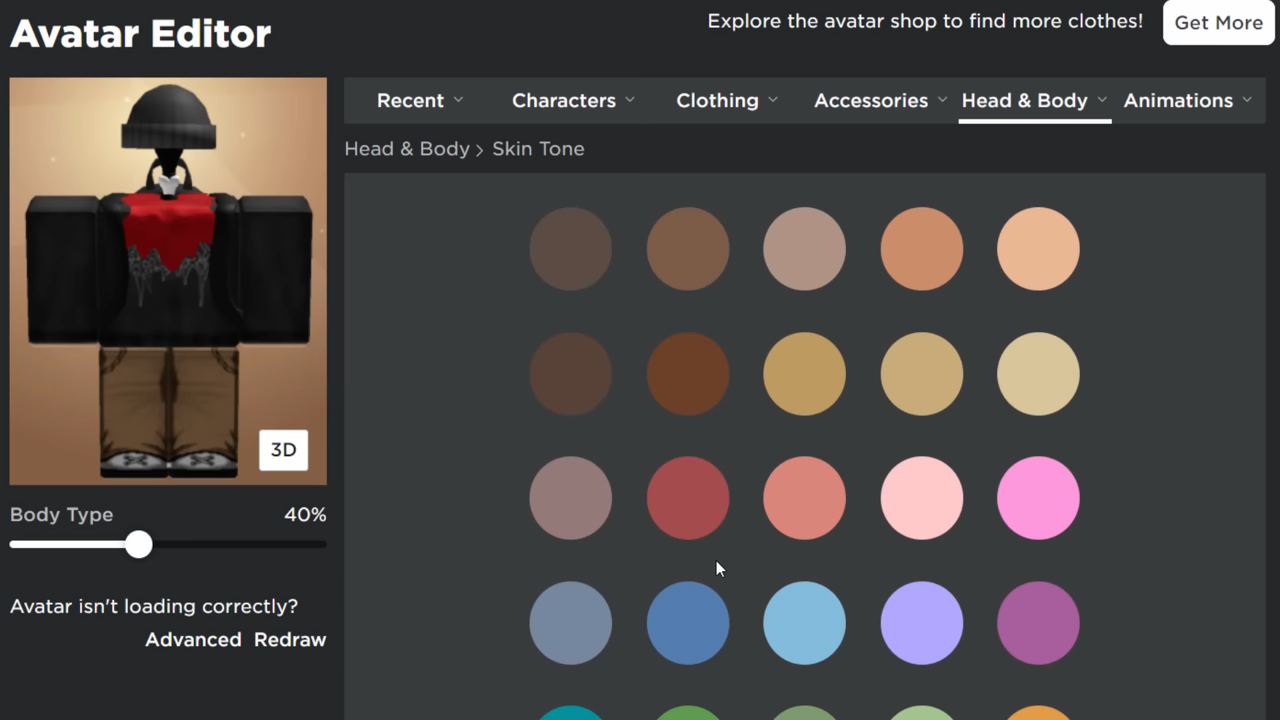 Avatar Editor
Explore the avatar shop to find more clothes!
Get More
Recent
Characters
Clothing
Accessories
Head & Body
Animations
Head & Body > Skin Tone
3D
Body Type 40%
Avatar isn't loading correctly?
Advanced Redraw